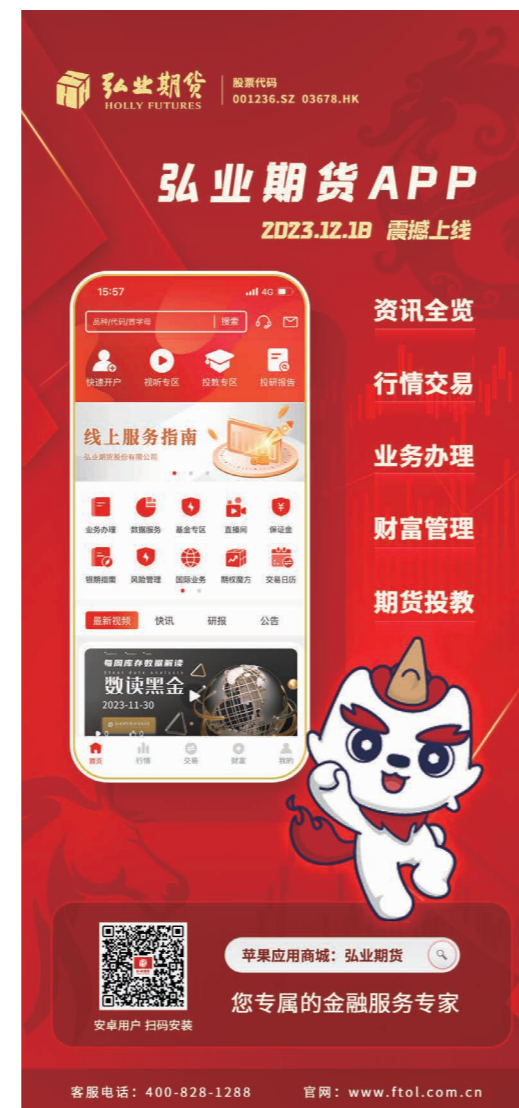 弘业期货
HOLLY FUTURES
股票代码
001236.SZ 03678.HK
弘业期货APP
2023.12.18 震撼上线
资讯全览
行情交易
业务办理
财富管理
期货投教
15:57
4G
品种/代码/首字母 搜索
快速开户 视听专区 投教专区 投研报告
线上服务指南
弘业期货股份有限公司
业务办理 数据服务 基金专区 直播间 保证金
银期指南 风险管理 国际业务 期权魔方 交易日历
最新视频 快讯 研报 公告
每周库存数据解读
数读黑金
2023-11-30
首页 行情 交易 财富 我的
安卓用户 扫码安装
苹果应用商城：弘业期货
您专属的金融服务专家
客服电话：400-828-1288 官网：www.ftol.com.cn